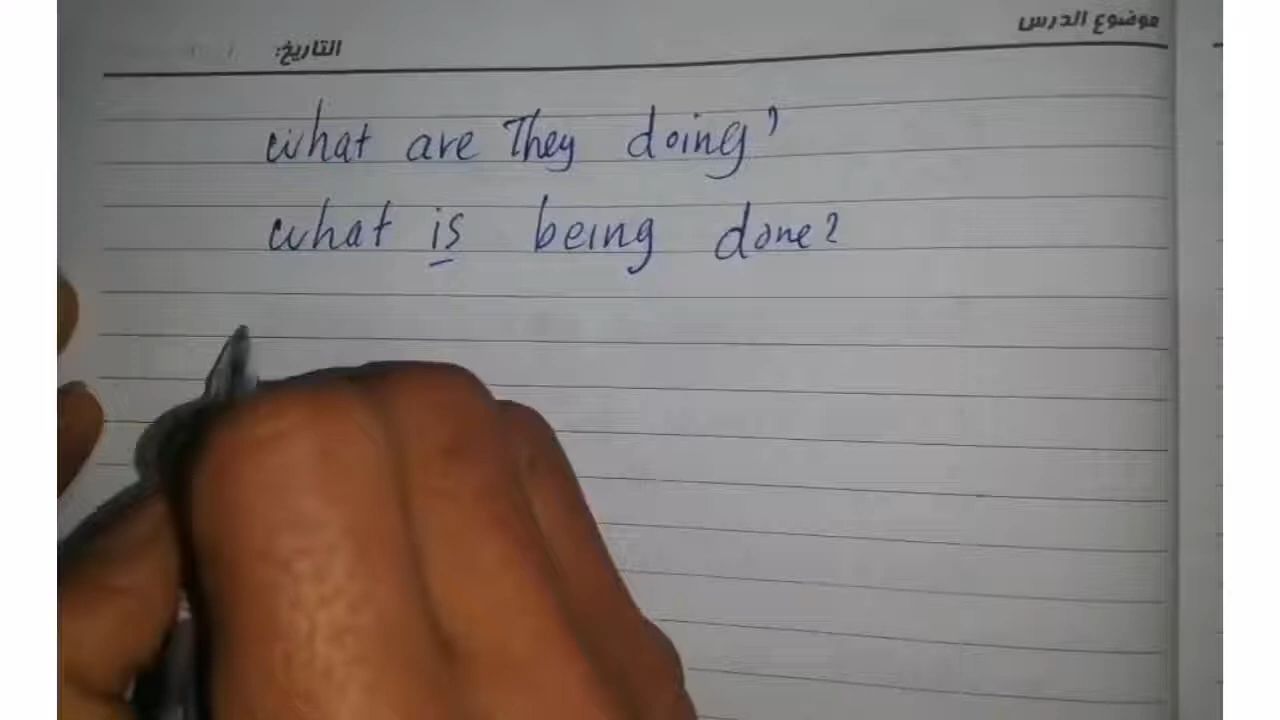 موضوع الدرس
التاريخ:
what are They doing?
what is being done?